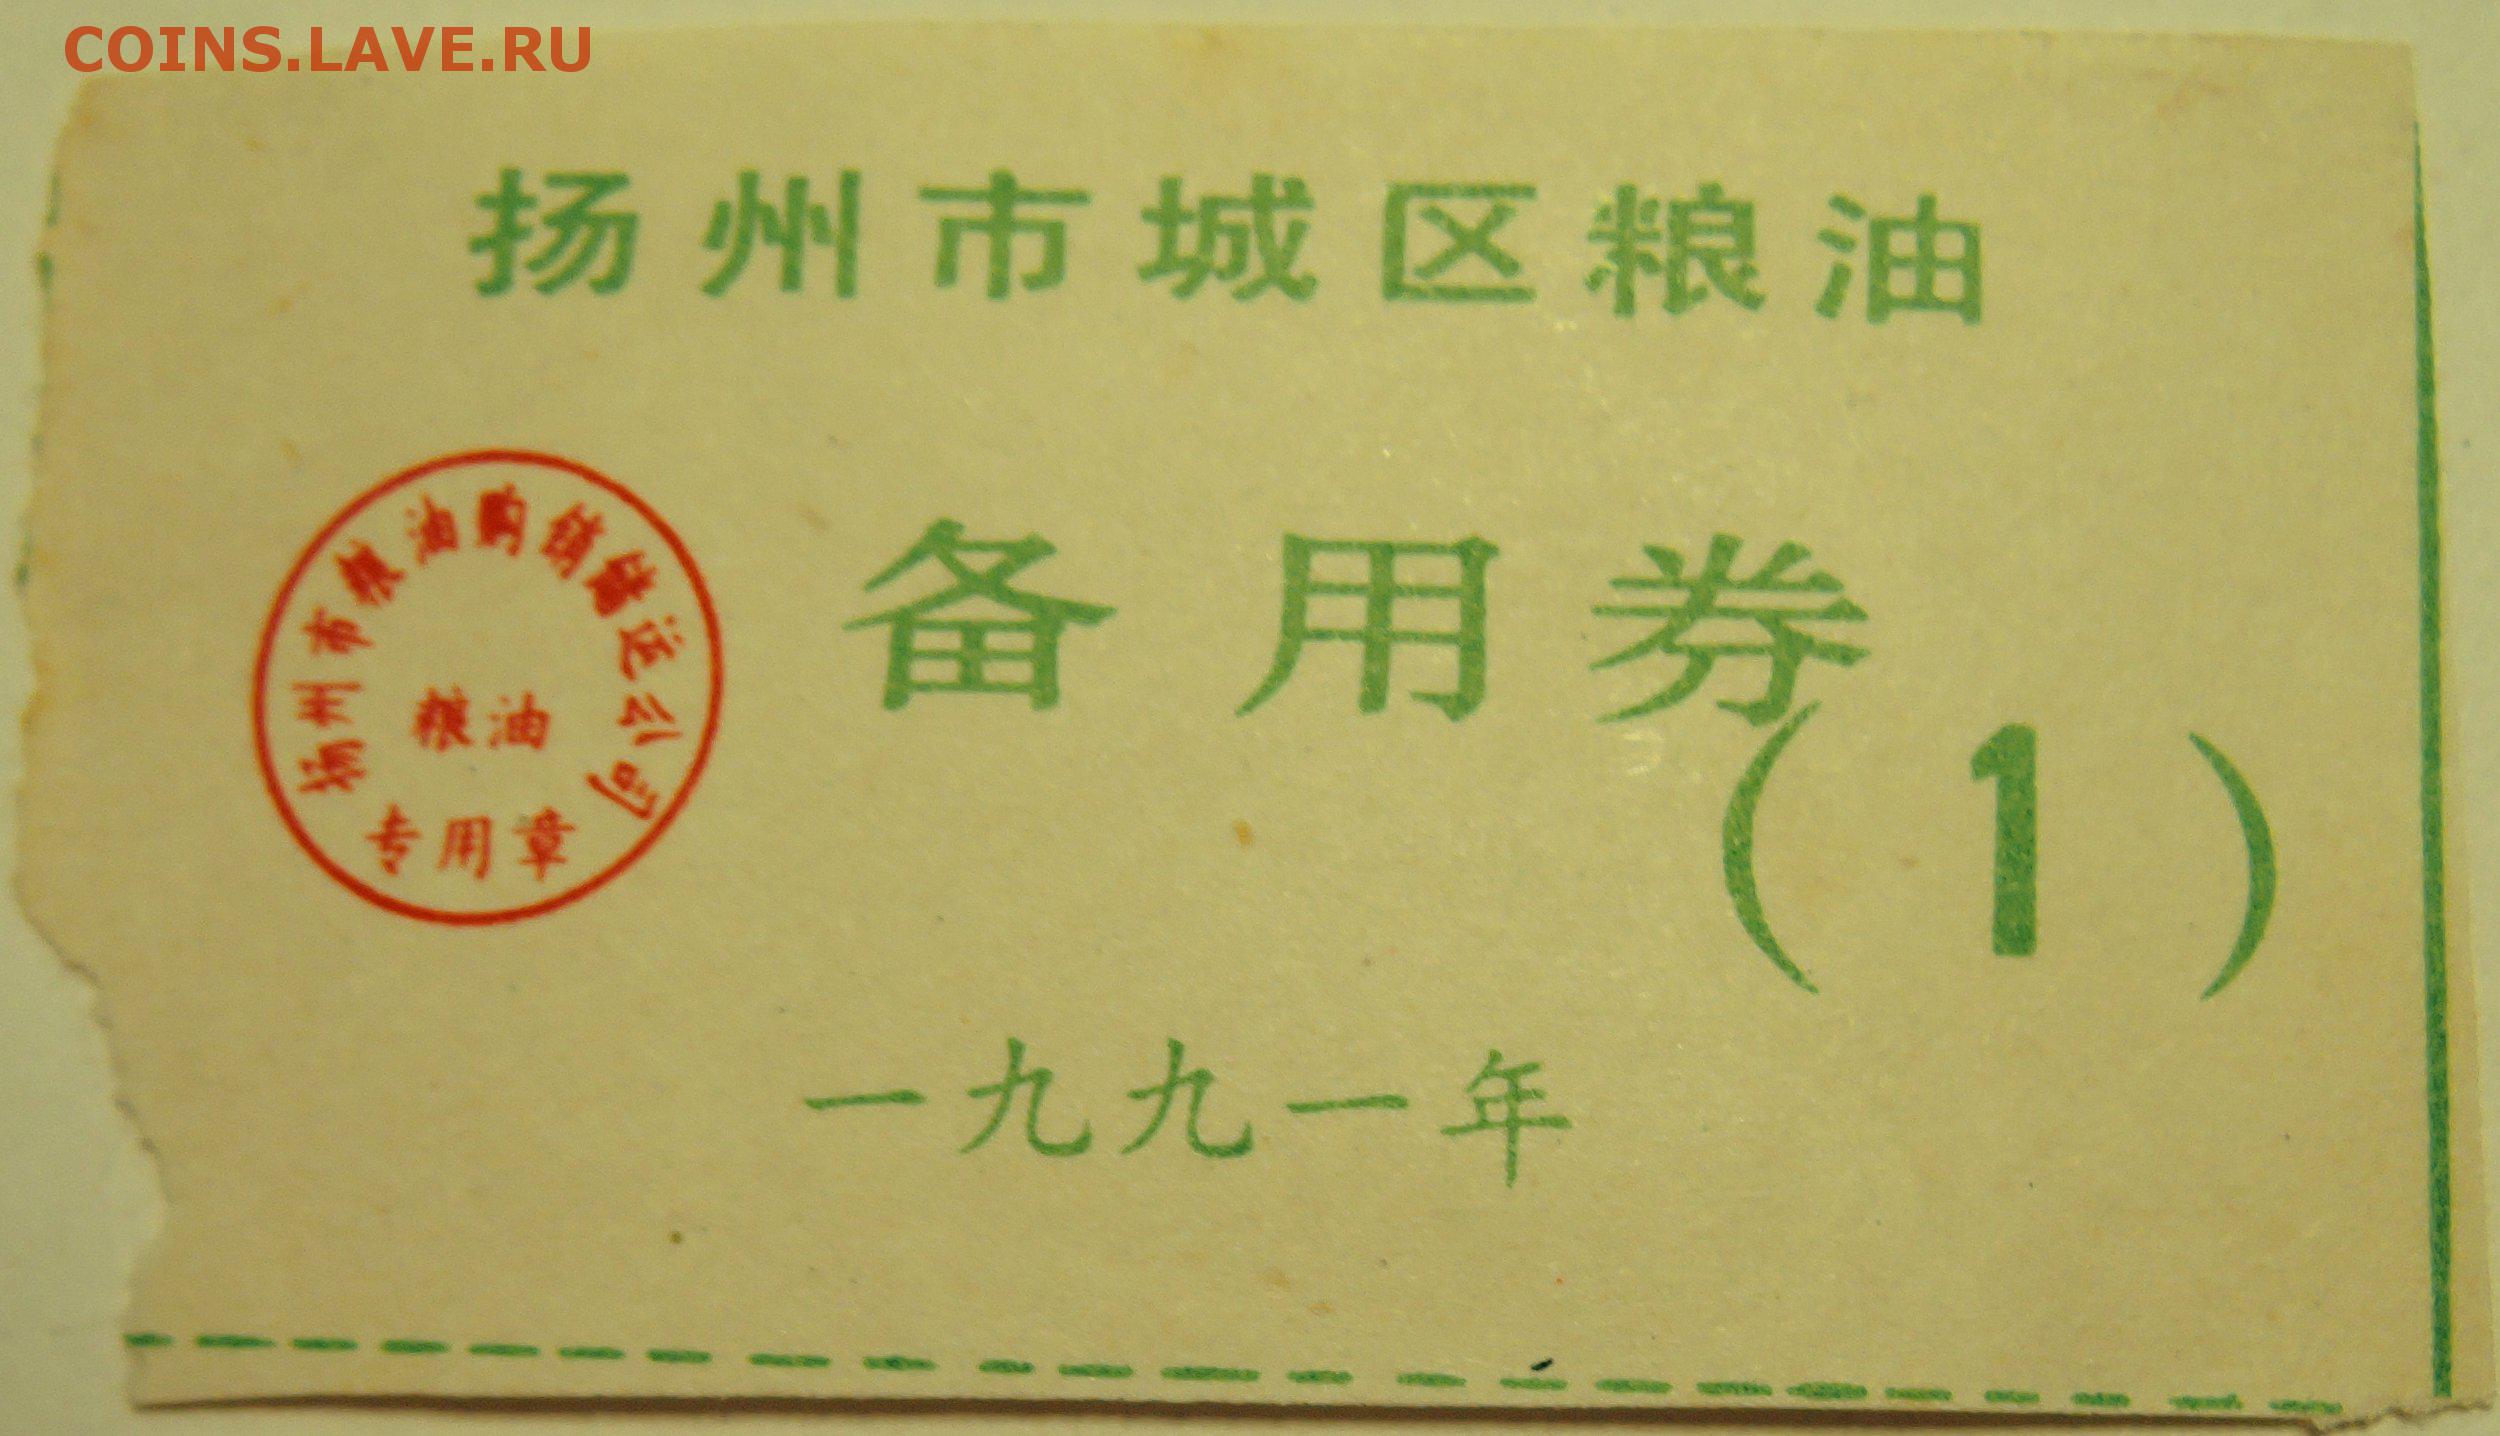 COINS.LAVE.RU
扬州市城区粮油
备用券
(1)
扬州市粮油购销储运公司
粮油
专用章
一九九一年